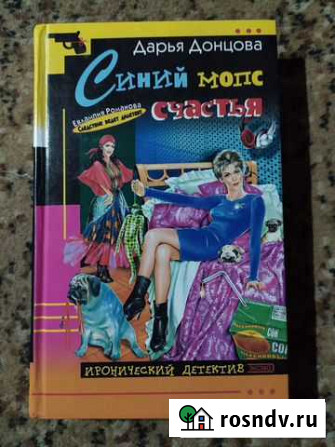 Дарья Донцова
Синий мопс
счастья
Евлампия Романова
Следствие ведет дилетант
ИРОНИЧЕСКИЙ ДЕТЕКТИВ
rosndv.ru